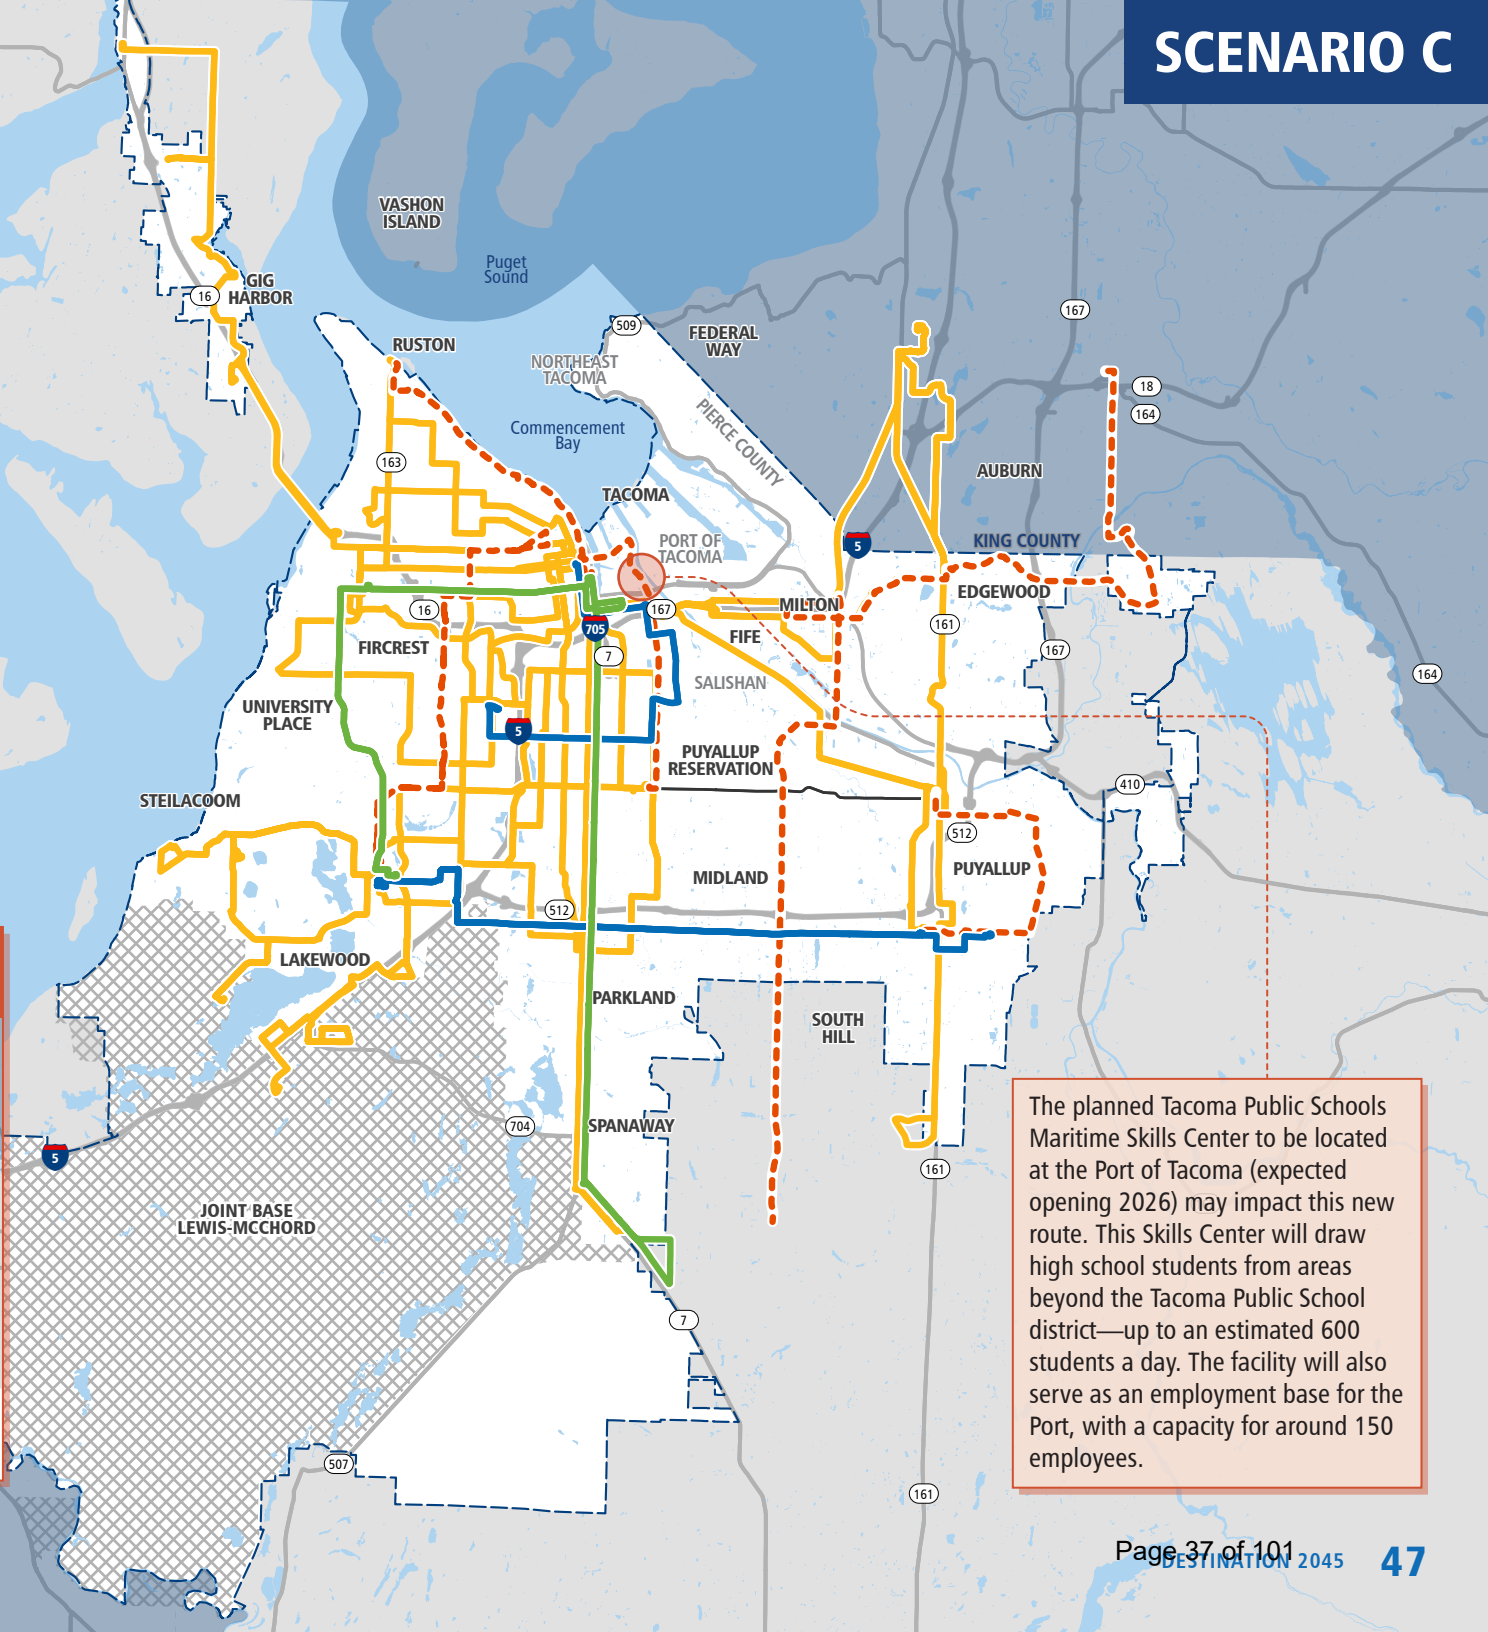 SCENARIO C
VASHON
ISLAND
Puget
Sound
GIG
HARBOR
16
167
509
FEDERAL
WAY
RUSTON
NORTHEAST
TACOMA
18
164
PIERCE COUNTY
Commencement
Bay
163
AUBURN
TACOMA
PORT OF
TACOMA
5
KING COUNTY
EDGEWOOD
MILTON
16
167
705
161
FIFE
FIRCREST
7
167
SALISHAN
164
UNIVERSITY
PLACE
5
PUYALLUP
RESERVATION
410
STEILACOOM
512
PUYALLUP
MIDLAND
512
LAKEWOOD
PARKLAND
SOUTH
HILL
704
SPANAWAY
5
161
JOINT BASE
LEWIS-MCCHORD
7
507
161
The planned Tacoma Public Schools
Maritime Skills Center to be located
at the Port of Tacoma (expected
opening 2026) may impact this new
route. This Skills Center will draw
high school students from areas
beyond the Tacoma Public School
district—up to an estimated 600
students a day. The facility will also
serve as an employment base for the
Port, with a capacity for around 150
employees.
Page 37 of 101
DESTINATION 2045 47